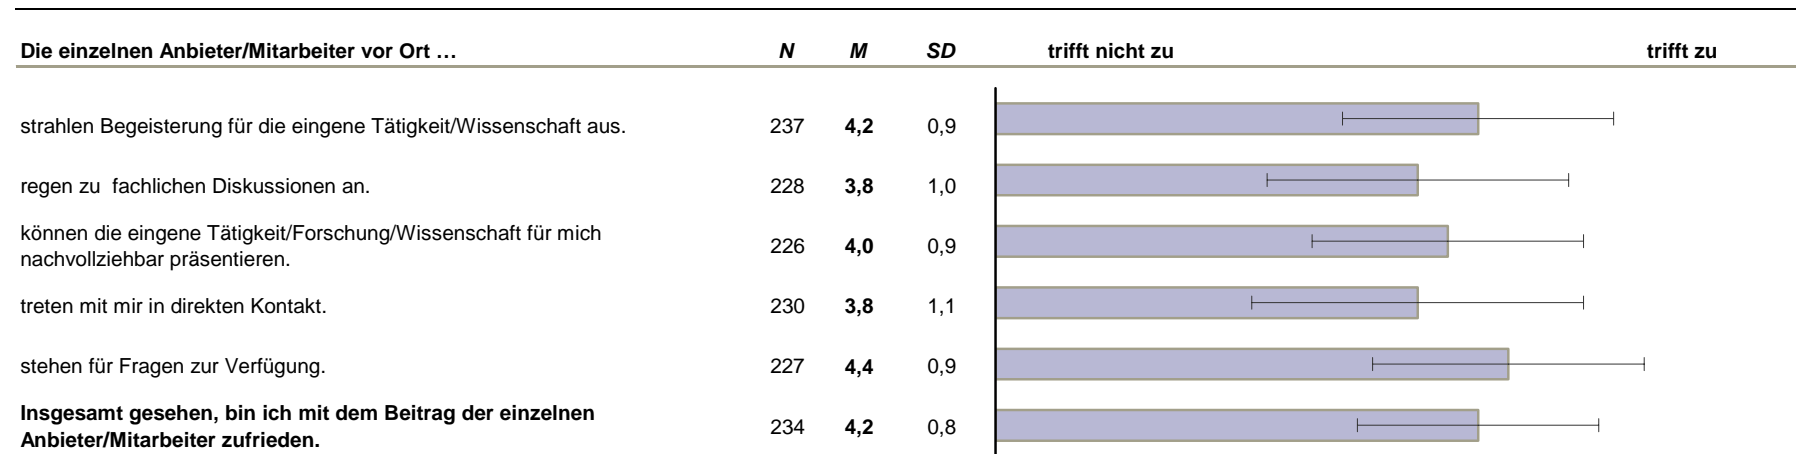 Die einzelnen Anbieter/Mitarbeiter vor Ort … N M SD trifft nicht zu trifft zu
strahlen Begeisterung für die eingene Tätigkeit/Wissenschaft aus. 237 4,2 0,9
regen zu  fachlichen Diskussionen an. 228 3,8 1,0
können die eingene Tätigkeit/Forschung/Wissenschaft für mich
nachvollziehbar präsentieren. 226 4,0 0,9
treten mit mir in direkten Kontakt. 230 3,8 1,1
stehen für Fragen zur Verfügung. 227 4,4 0,9
Insgesamt gesehen, bin ich mit dem Beitrag der einzelnen
Anbieter/Mitarbeiter zufrieden. 234 4,2 0,8